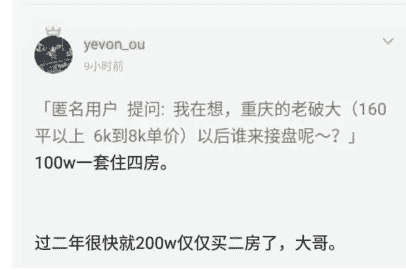 yevon_ou
9小时前
「匿名用户 提问: 我在想，重庆的老破大（160
平以上 6k到8k单价）以后谁来接盘呢～？」
100w一套住四房。
过二年很快就200w仅仅买二房了，大哥。